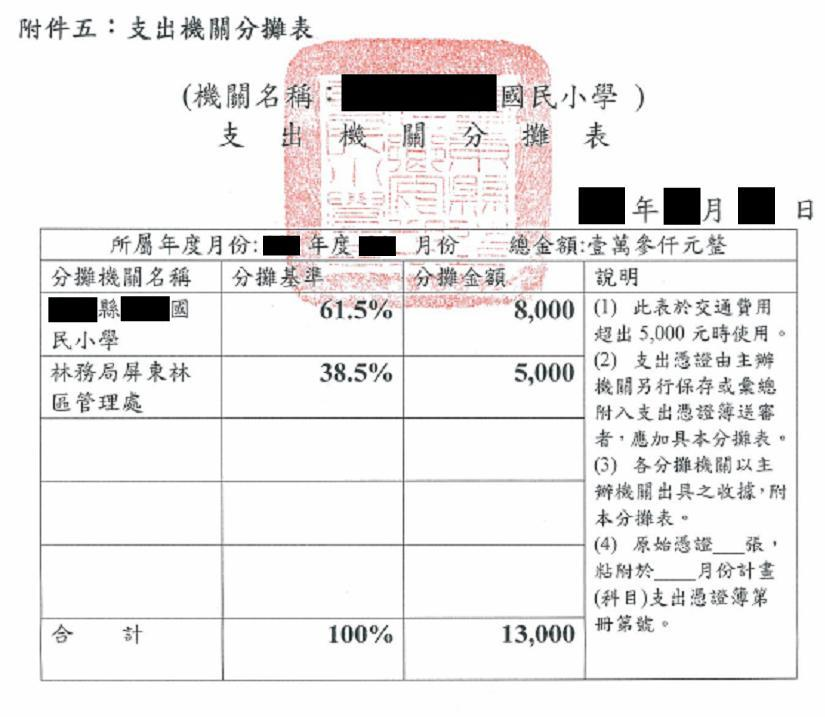 附件五：支出機關分攤表
(機關名稱：國民小學 )
支 出 機 關 分 攤 表
年 月 日
所屬年度月份: 年度 月份 總金額:壹萬參仟元整
分攤機關名稱 分攤基準 分攤金額 說明
縣 國
民小學
61.5% 8,000
林務局屏東林
區管理處
38.5% 5,000
(1) 此表於交通費用
超出 5,000 元時使用。
(2) 支出憑證由主辦
機關另行保存或彙總
附入支出憑證簿送審
者，應加具本分攤表。
(3) 各分攤機關以主
辦機關出具之收據，附
本分攤表。
(4) 原始憑證___張，
粘附於____月份計畫
(科目)支出憑證簿第
冊第號。
合 計 100% 13,000